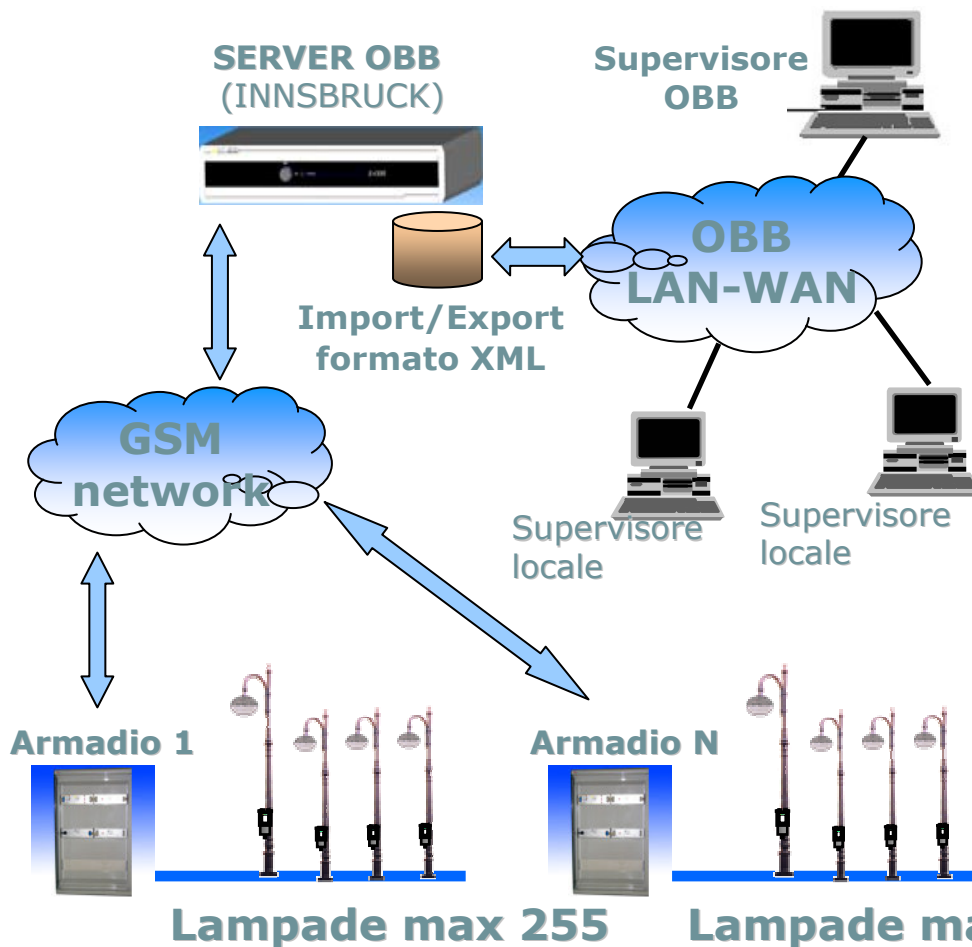 SERVER OBB
(INNSBRUCK)
Supervisore
OBB
OBB
LAN-WAN
Import/Export
formato XML
GSM
network
Supervisore
locale
Supervisore
locale
Armadio 1
Armadio N
Lampade max 255
Lampade